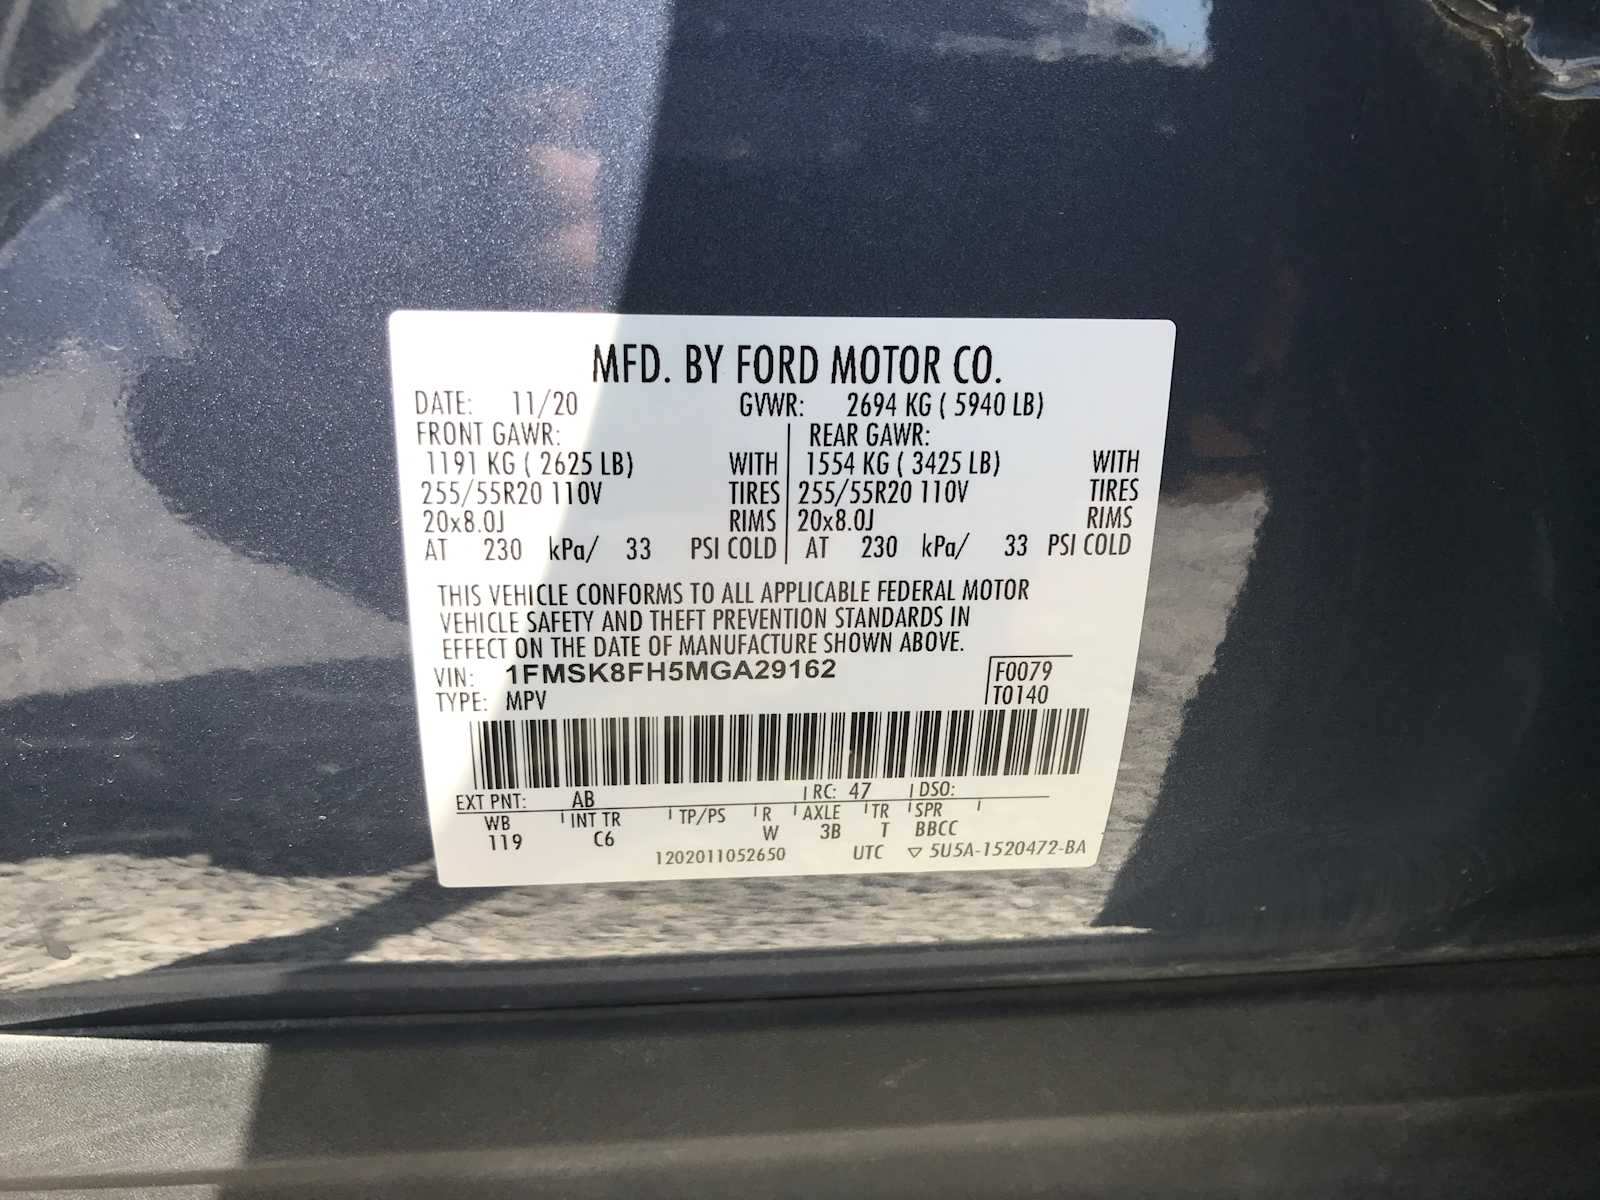 MFD. BY FORD MOTOR CO.
DATE: 11/20 GVWR: 2694 KG ( 5940 LB)
FRONT GAWR: REAR GAWR:
1191 KG ( 2625 LB) WITH 1554 KG ( 3425 LB) WITH
255/55R20 110V TIRES 255/55R20 110V TIRES
20x8.0J RIMS 20x8.0J RIMS
AT 230 kPa/ 33 PSI COLD AT 230 kPa/ 33 PSI COLD
THIS VEHICLE CONFORMS TO ALL APPLICABLE FEDERAL MOTOR
VEHICLE SAFETY AND THEFT PREVENTION STANDARDS IN
EFFECT ON THE DATE OF MANUFACTURE SHOWN ABOVE.
VIN: 1FMSK8FH5MGA29162 F0079
TYPE: MPV T0140
EXT PNT: AB RC: 47 DSO:
WB INT TR TP/PS R AXLE TR SPR
119 C6 W 3B T BBCC
1202011052650 UTC ▽ 5U5A-1520472-BA